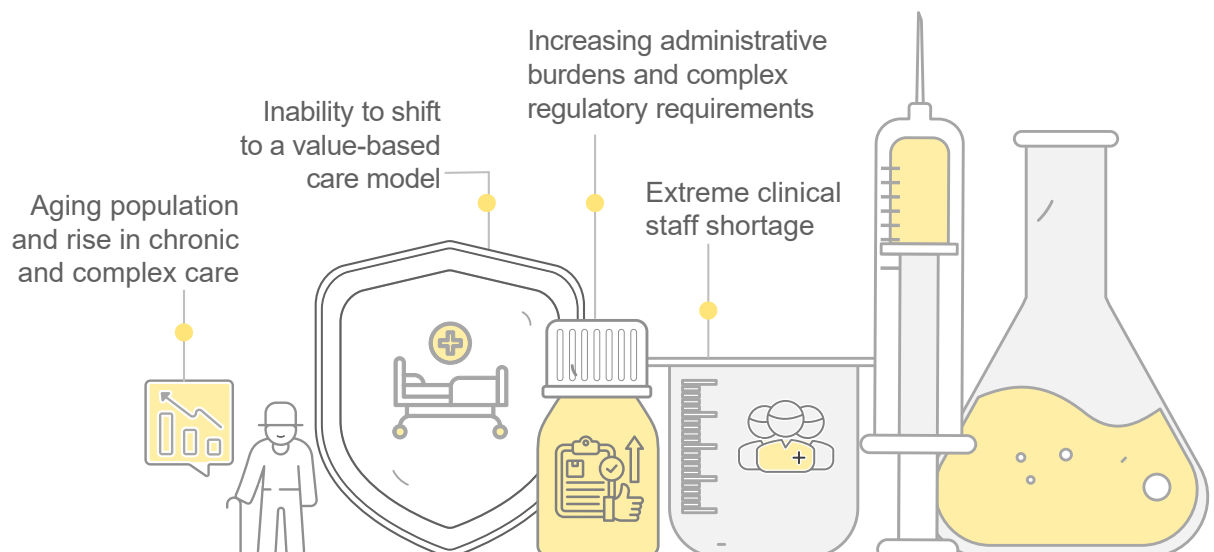 Increasing administrative
burdens and complex
regulatory requirements
Inability to shift
to a value-based
care model
Extreme clinical
staff shortage
Aging population
and rise in chronic
and complex care